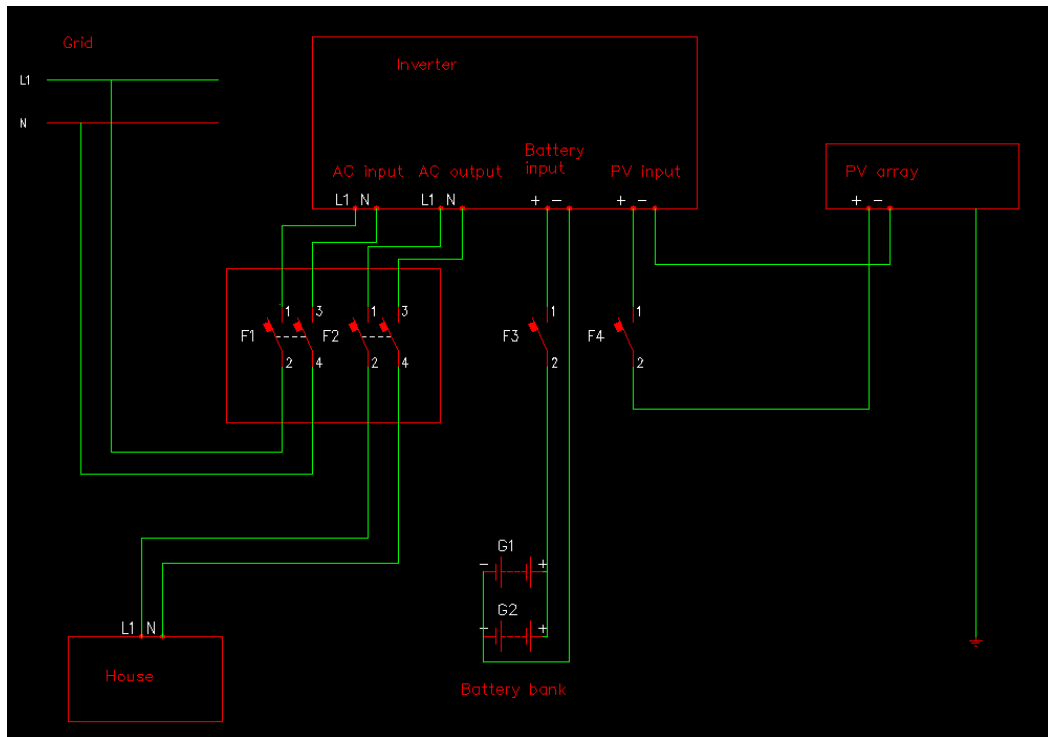 Grid
L1
N
Inverter
Battery
input
AC input
AC output
PV input
L1 N
L1 N
+ −
+ −
PV array
+ −
1
3
1
3
1
1
F1
F2
F3
F4
2
4
2
4
2
2
G1
− +
G2
− +
L1 N
House
Battery bank